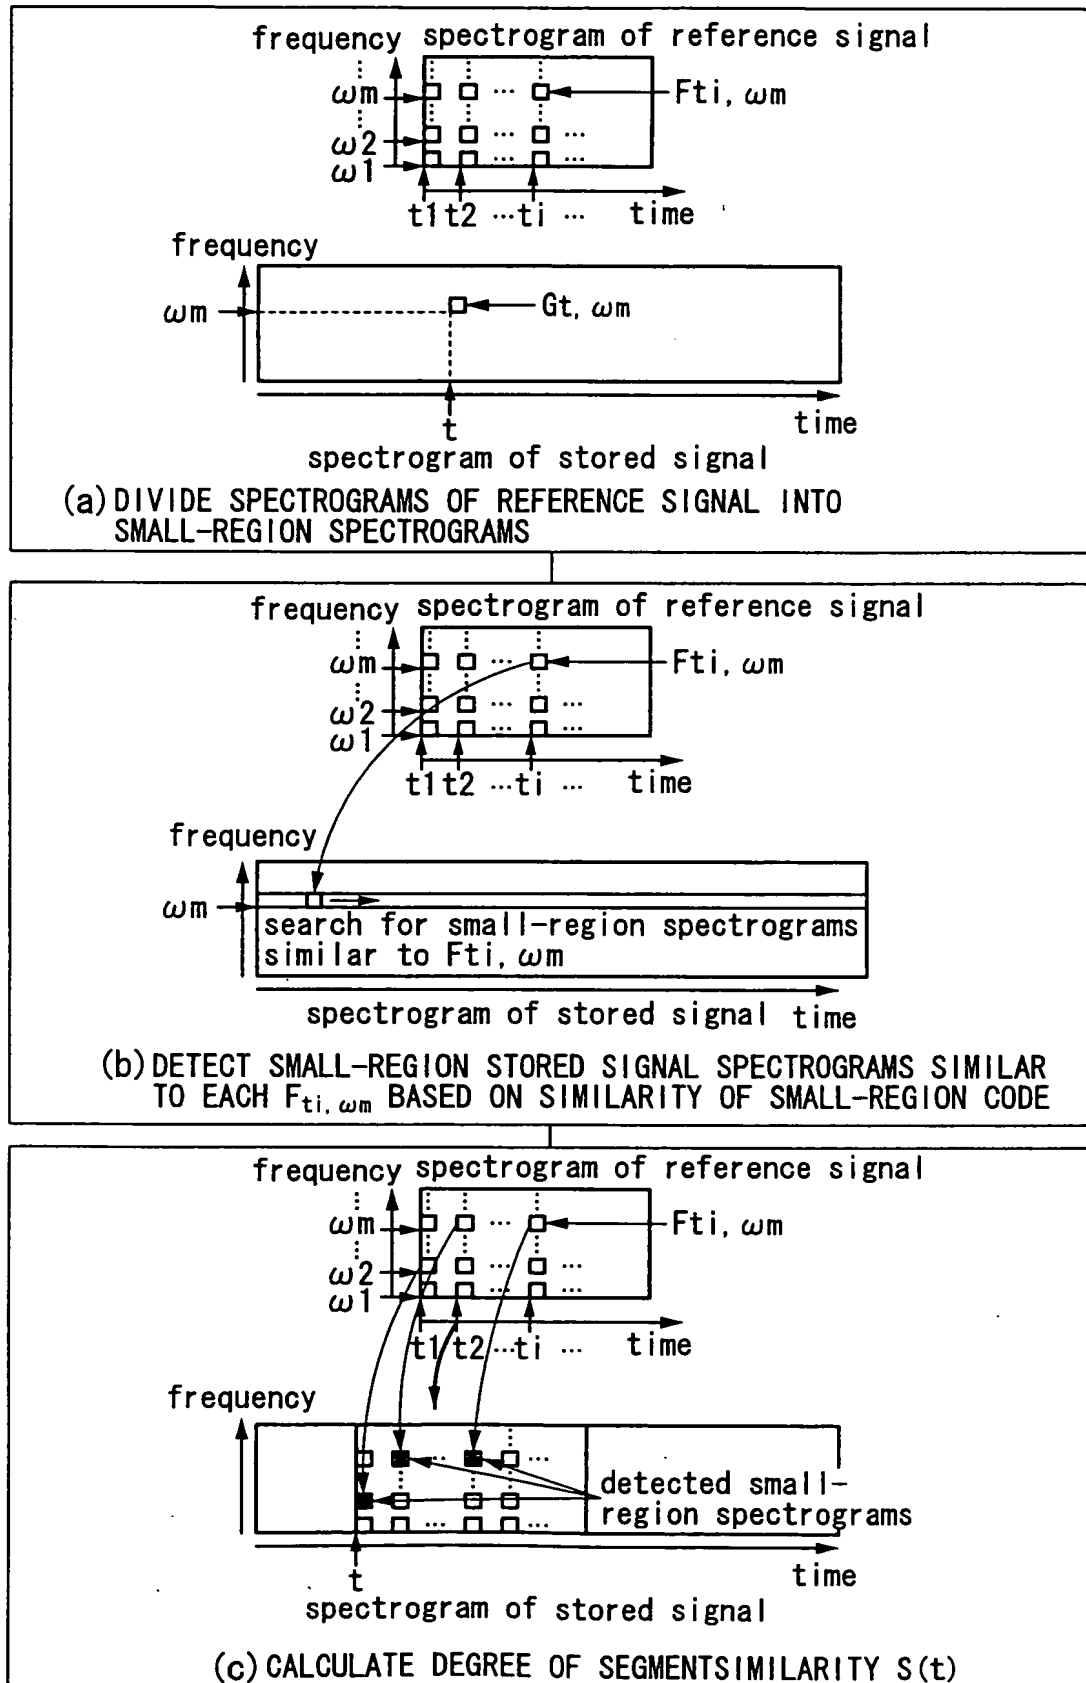 frequency spectrogram of reference signal
⋮
ωm
⋮
ω2
ω1
Fti, ωm
t1 t2 ···ti ··· time
frequency
ωm
Gt, ωm
t
time
spectrogram of stored signal
(a) DIVIDE SPECTROGRAMS OF REFERENCE SIGNAL INTO
SMALL-REGION SPECTROGRAMS
frequency spectrogram of reference signal
⋮
ωm
⋮
ω2
ω1
Fti, ωm
t1 t2 ···ti ··· time
frequency
ωm
search for small-region spectrograms
similar to Fti, ωm
spectrogram of stored signal time
(b) DETECT SMALL-REGION STORED SIGNAL SPECTROGRAMS SIMILAR
TO EACH Fti, ωm BASED ON SIMILARITY OF SMALL-REGION CODE
frequency spectrogram of reference signal
⋮
ωm
⋮
ω2
ω1
Fti, ωm
t1 t2 ···ti ··· time
frequency
detected small-
region spectrograms
t
time
spectrogram of stored signal
(c) CALCULATE DEGREE OF SEGMENTSIMILARITY S(t)